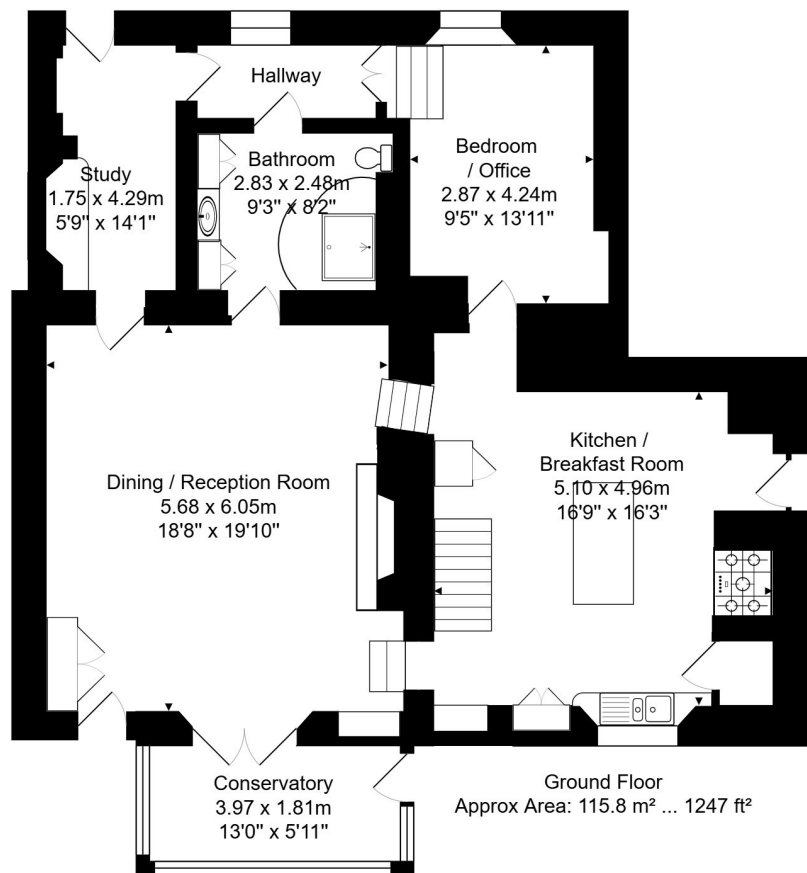 Hallway
Study
1.75 x 4.29m
5'9" x 14'1"
Bathroom
2.83 x 2.48m
9'3" x 8'2"
Bedroom
/ Office
2.87 x 4.24m
9'5" x 13'11"
Dining / Reception Room
5.68 x 6.05m
18'8" x 19'10"
Kitchen /
Breakfast Room
5.10 x 4.96m
16'9" x 16'3"
Conservatory
3.97 x 1.81m
13'0" x 5'11"
Ground Floor
Approx Area: 115.8 m² ... 1247 ft²